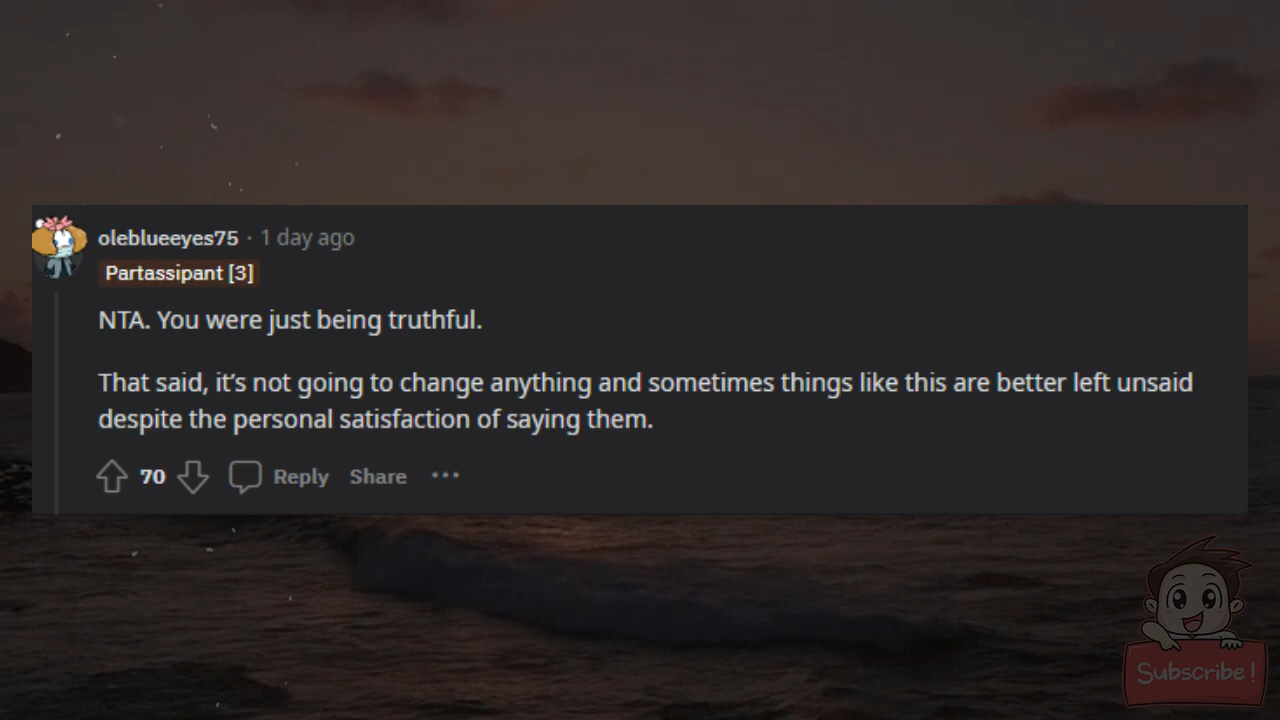 oleblueeyes75 · 1 day ago
Partassipant [3]
NTA. You were just being truthful.
That said, it’s not going to change anything and sometimes things like this are better left unsaid
despite the personal satisfaction of saying them.
70 Reply Share ···
Subscribe!